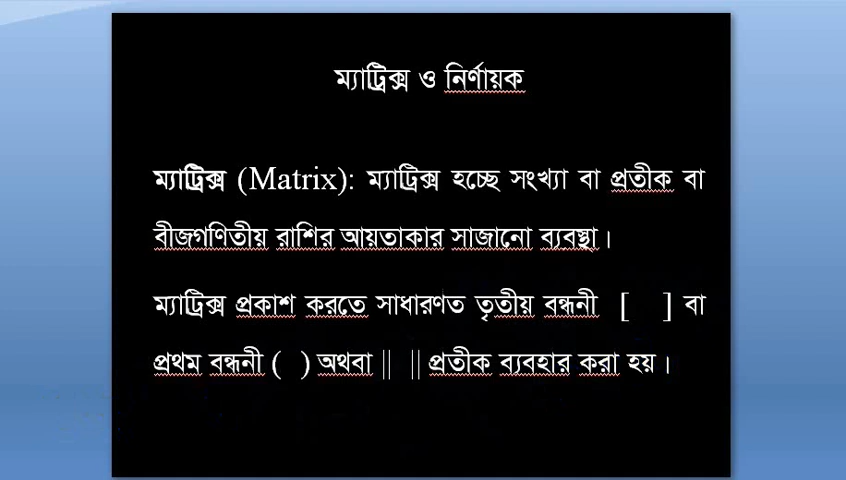 ম্যাট্রিক্স ও নির্ণায়ক
ম্যাট্রিক্স (Matrix): ম্যাট্রিক্স হচ্ছে সংখ্যা বা প্রতীক বা
বীজগণিতীয় রাশির আয়তাকার সাজানো ব্যবস্থা।
ম্যাট্রিক্স প্রকাশ করতে সাধারণত তৃতীয় বন্ধনী [ ] বা
প্রথম বন্ধনী ( ) অথবা || || প্রতীক ব্যবহার করা হয়।